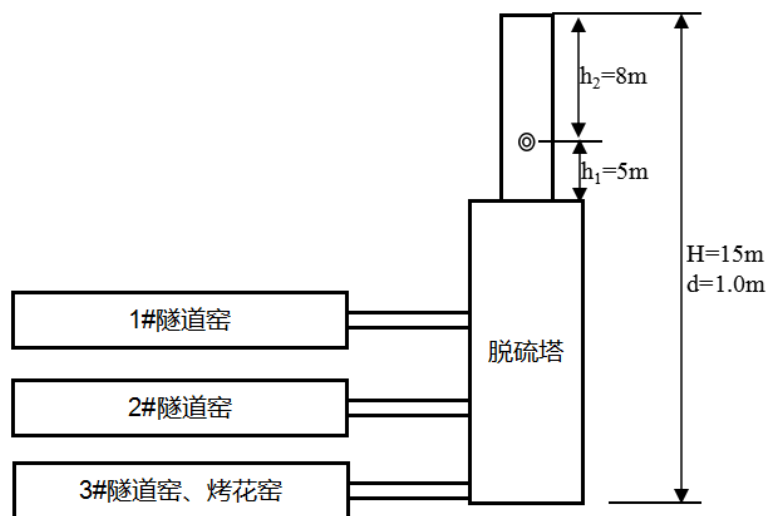 h₂=8m
h₁=5m
H=15m
d=1.0m
1#隧道窑
脱硫塔
2#隧道窑
3#隧道窑、烤花窑